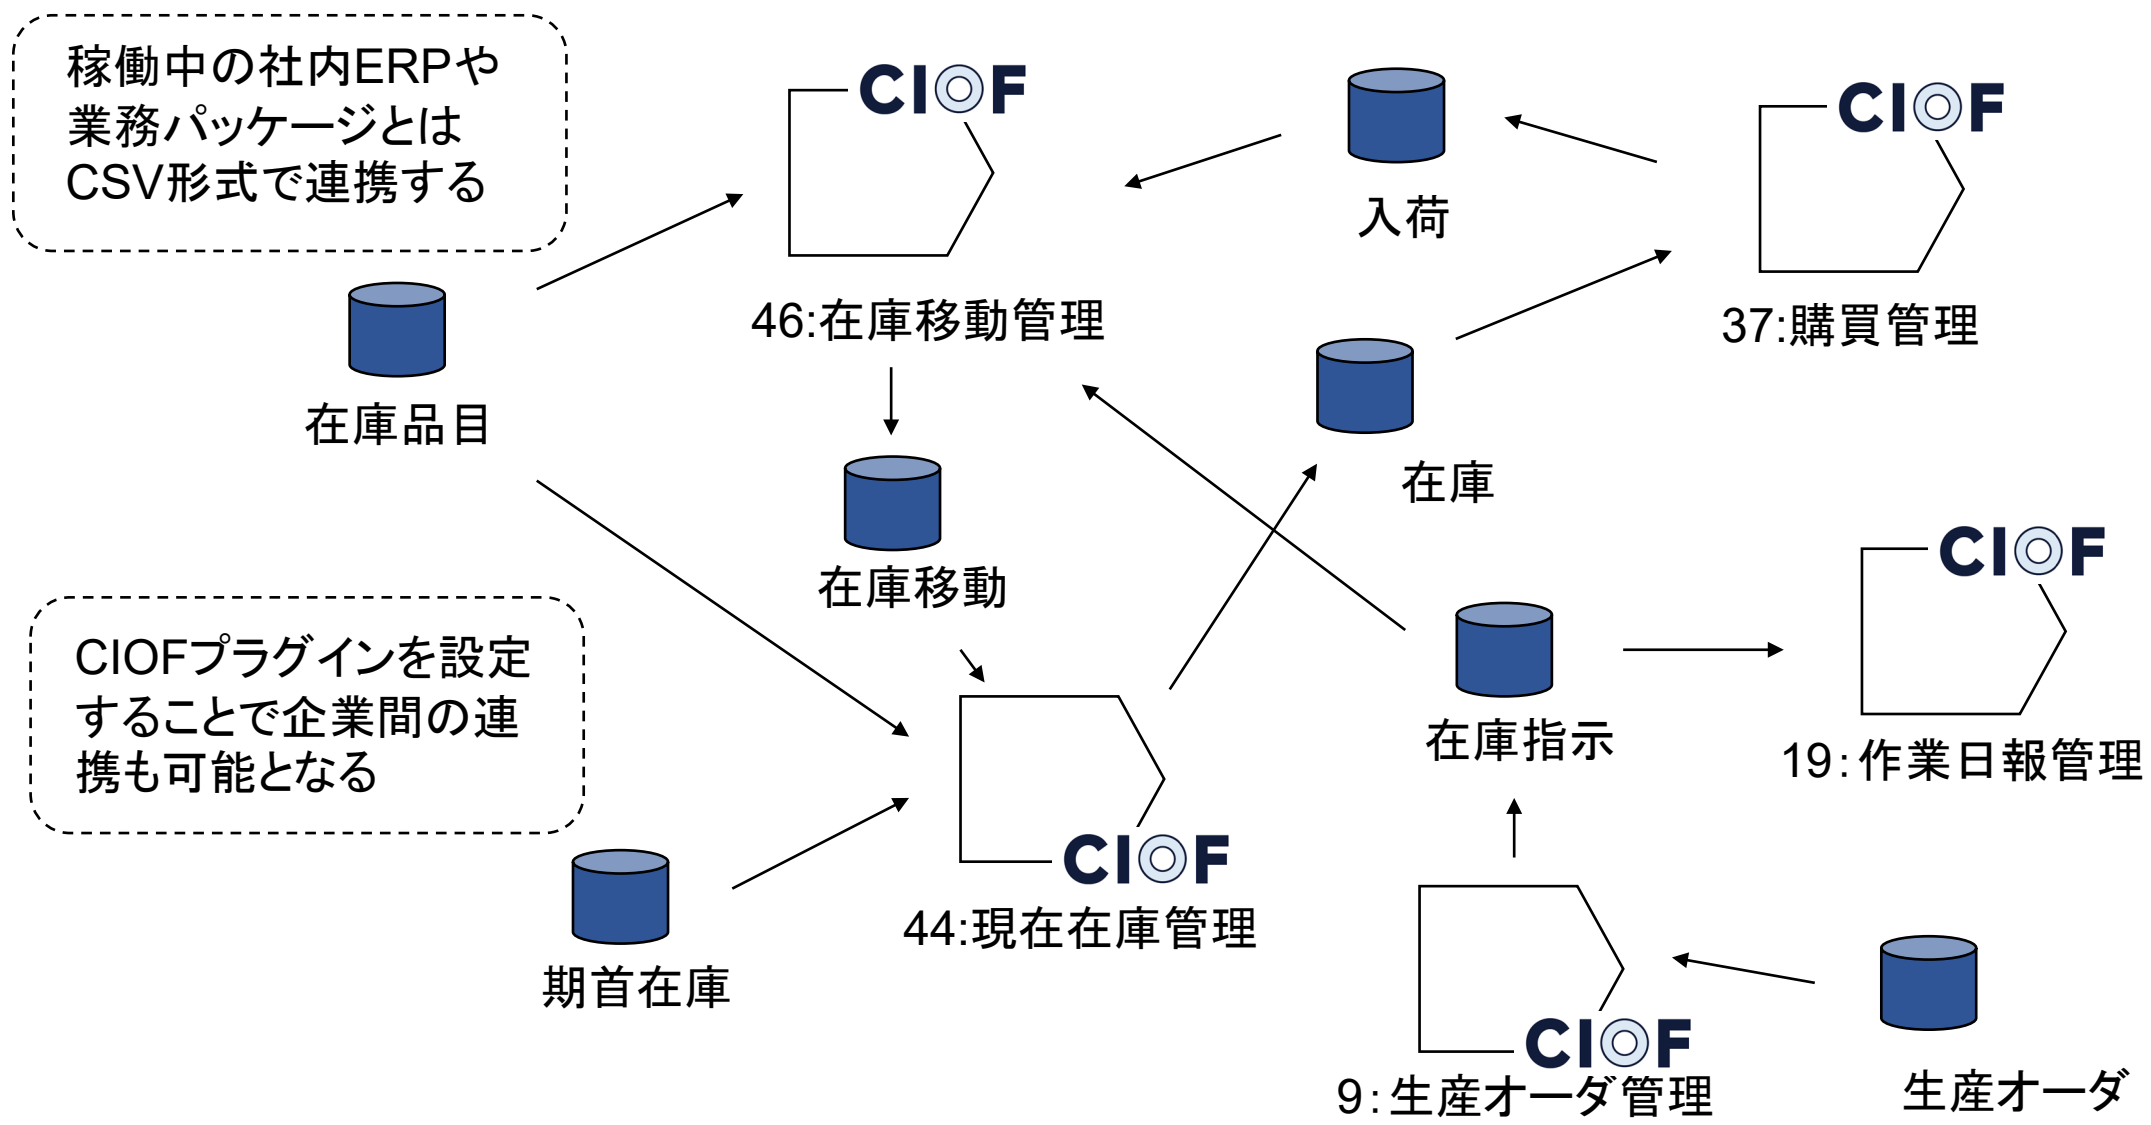 稼働中の社内ERPや
業務パッケージとは
CSV形式で連携する
CIOF
CIOF
入荷
46:在庫移動管理
37:購買管理
在庫品目
在庫
CIOF
在庫移動
CIOFプラグインを設定
することで企業間の連
携も可能となる
在庫指示
19:作業日報管理
CIOF
44:現在在庫管理
期首在庫
CIOF
9:生産オーダ管理
生産オーダ